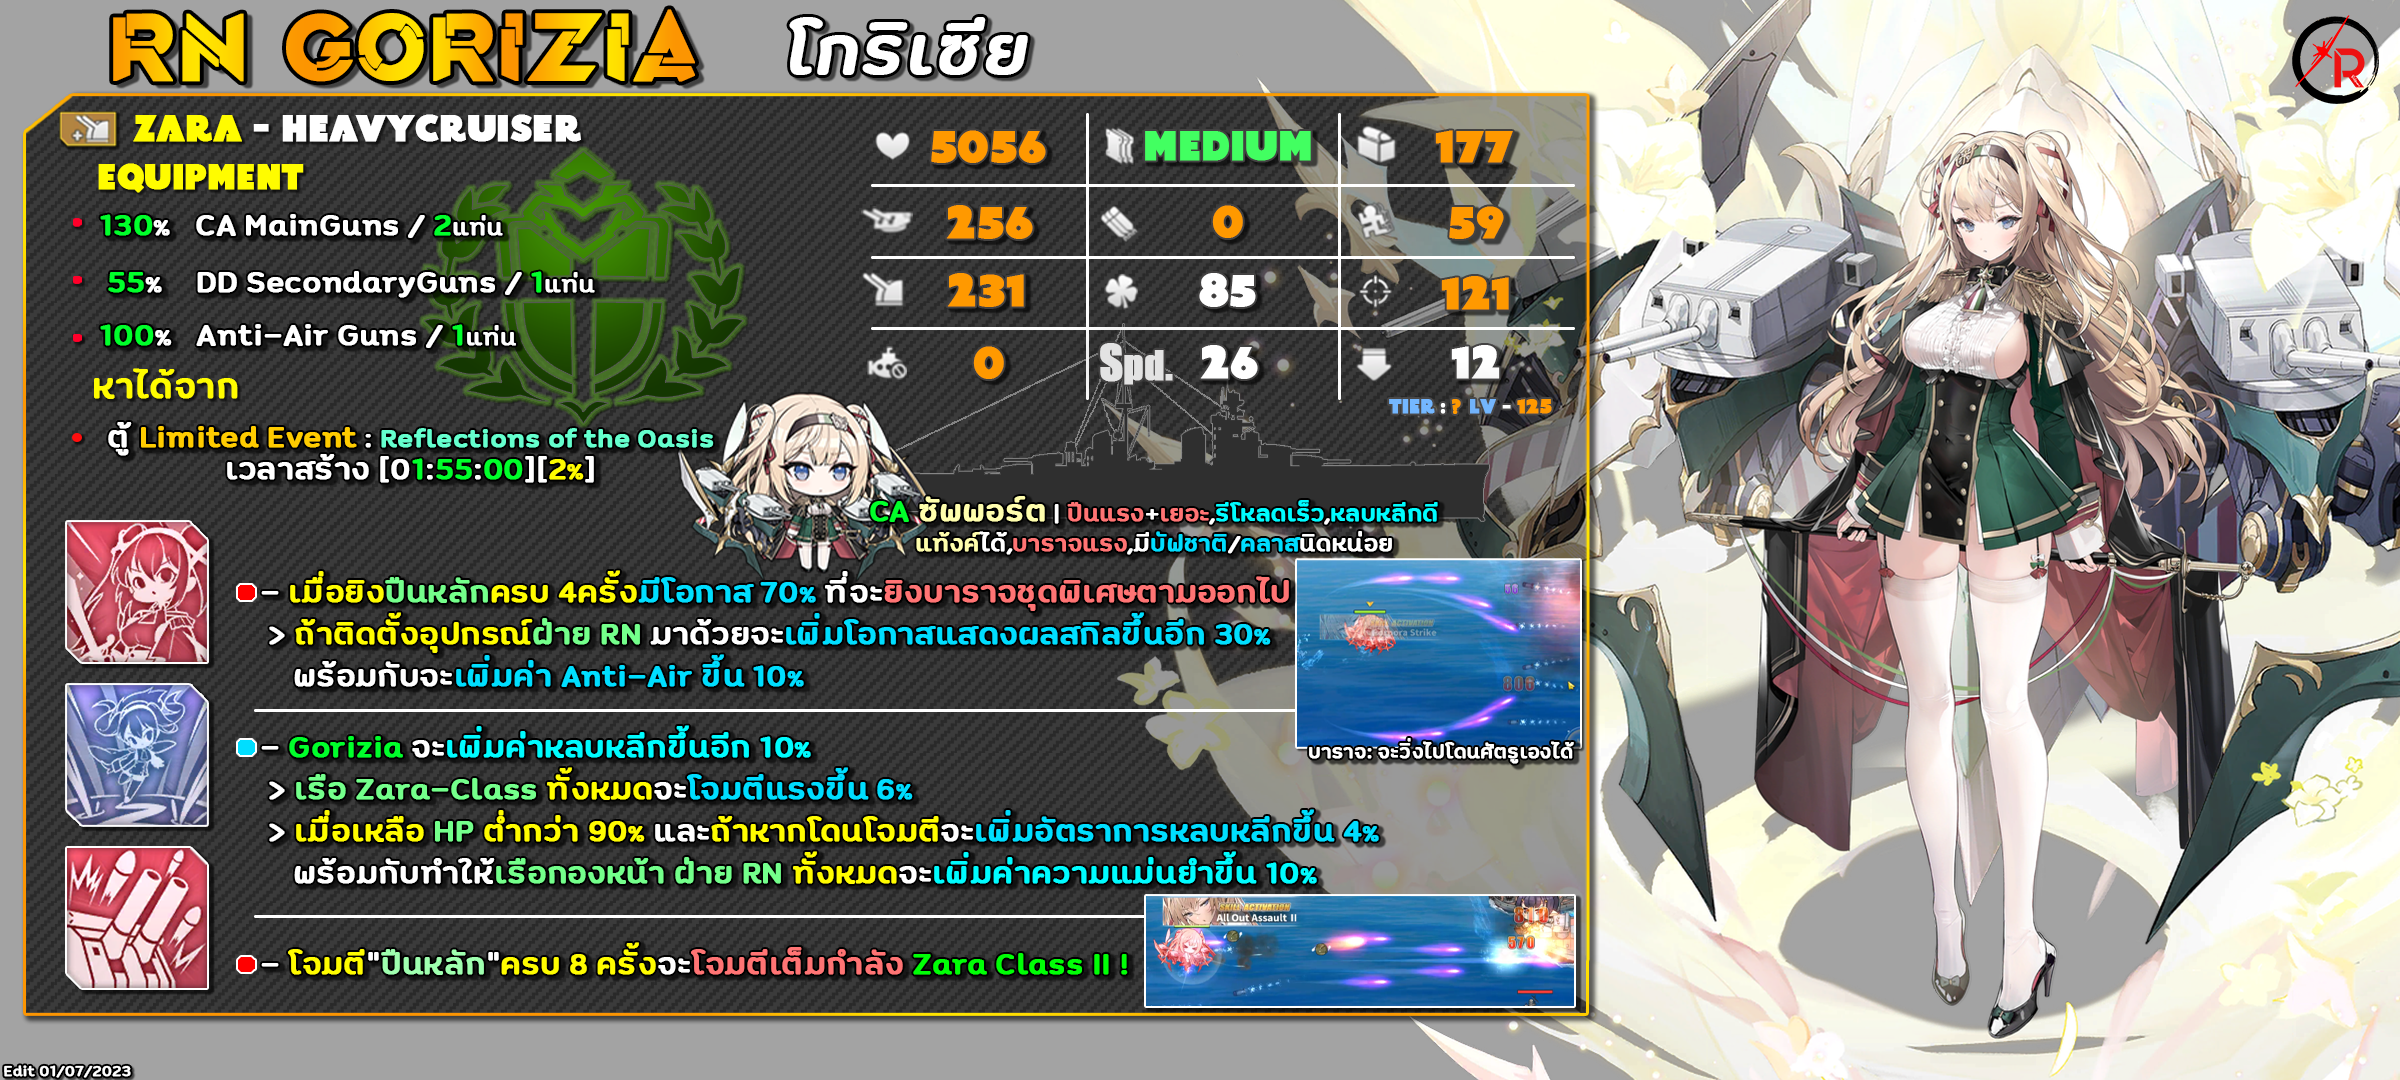 RN GORIZIA โกริเซีย
ZARA - HEAVYCRUISER
EQUIPMENT
130% CA MainGuns / 2แท่น
55% DD SecondaryGuns / 1แท่น
100% Anti-Air Guns / 1แท่น
หาได้จาก
ตู้ Limited Event : Reflections of the Oasis
เวลาสร้าง [01:55:00][2%]
5056 MEDIUM 177
256 0 59
231 85 121
0 Spd. 26 12
TIER : ? LV - 125
CA ซัพพอร์ต | ปืนแรง+เยอะ,รีโหลดเร็ว,หลบหลีกดี
แท้งค์ได้,บาราจแรง,มีบัฟชาติ/คลาสนิดหน่อย
- เมื่อยิงปืนหลักครบ 4ครั้งมีโอกาส 70% ที่จะยิงบาราจชุดพิเศษตามออกไป
> ถ้าติดตั้งอุปกรณ์ฝ่าย RN มาด้วยจะเพิ่มโอกาสแสดงผลสกิลขึ้นอีก 30%
พร้อมกับจะเพิ่มค่า Anti-Air ขึ้น 10%
บาราจ: จะวิ่งไปโดนศัตรูเองได้
- Gorizia จะเพิ่มค่าหลบหลีกขึ้นอีก 10%
> เรือ Zara-Class ทั้งหมดจะโจมตีแรงขึ้น 6%
> เมื่อเหลือ HP ต่ำกว่า 90% และถ้าหากโดนโจมตีจะเพิ่มอัตราการหลบหลีกขึ้น 4%
พร้อมกับทำให้เรือกองหน้า ฝ่าย RN ทั้งหมดจะเพิ่มค่าความแม่นยำขึ้น 10%
SKILL ACTIVATION
All Out Assault II
570
- โจมตี"ปืนหลัก"ครบ 8 ครั้งจะโจมตีเต็มกำลัง Zara Class II !
Edit 01/07/2023
R